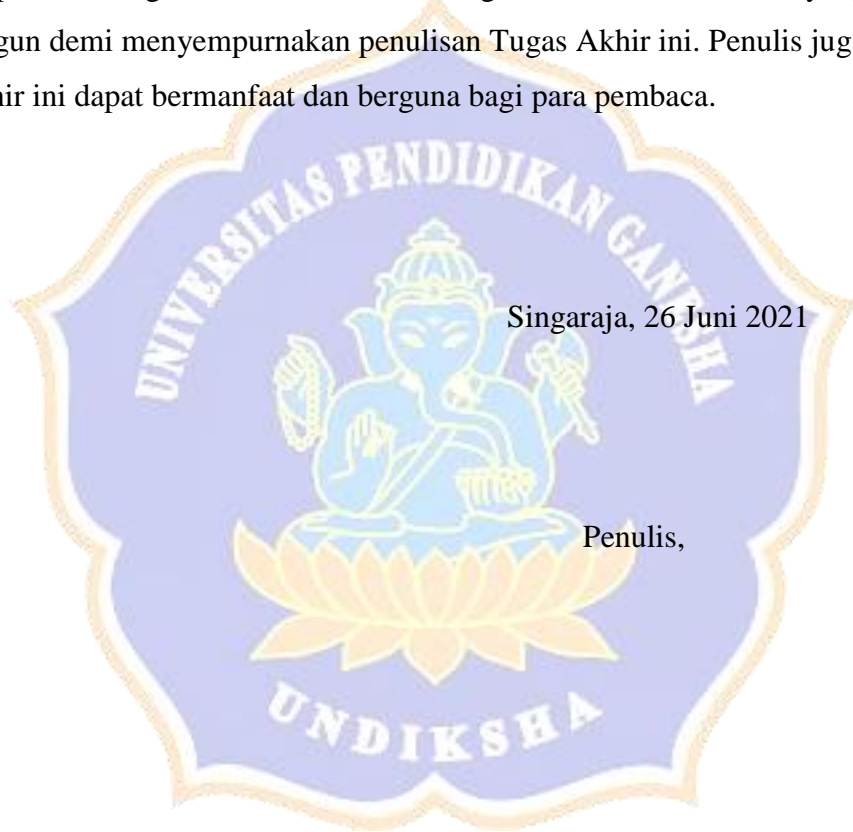 gun demi menyempurnakan penulisan Tugas Akhir ini. Penulis jug
ir ini dapat bermanfaat dan berguna bagi para pembaca.
UNIVERSITAS PENDIDIKAN GANESHA
Singaraja, 26 Juni 2021
Penulis,
UNDIKSHA